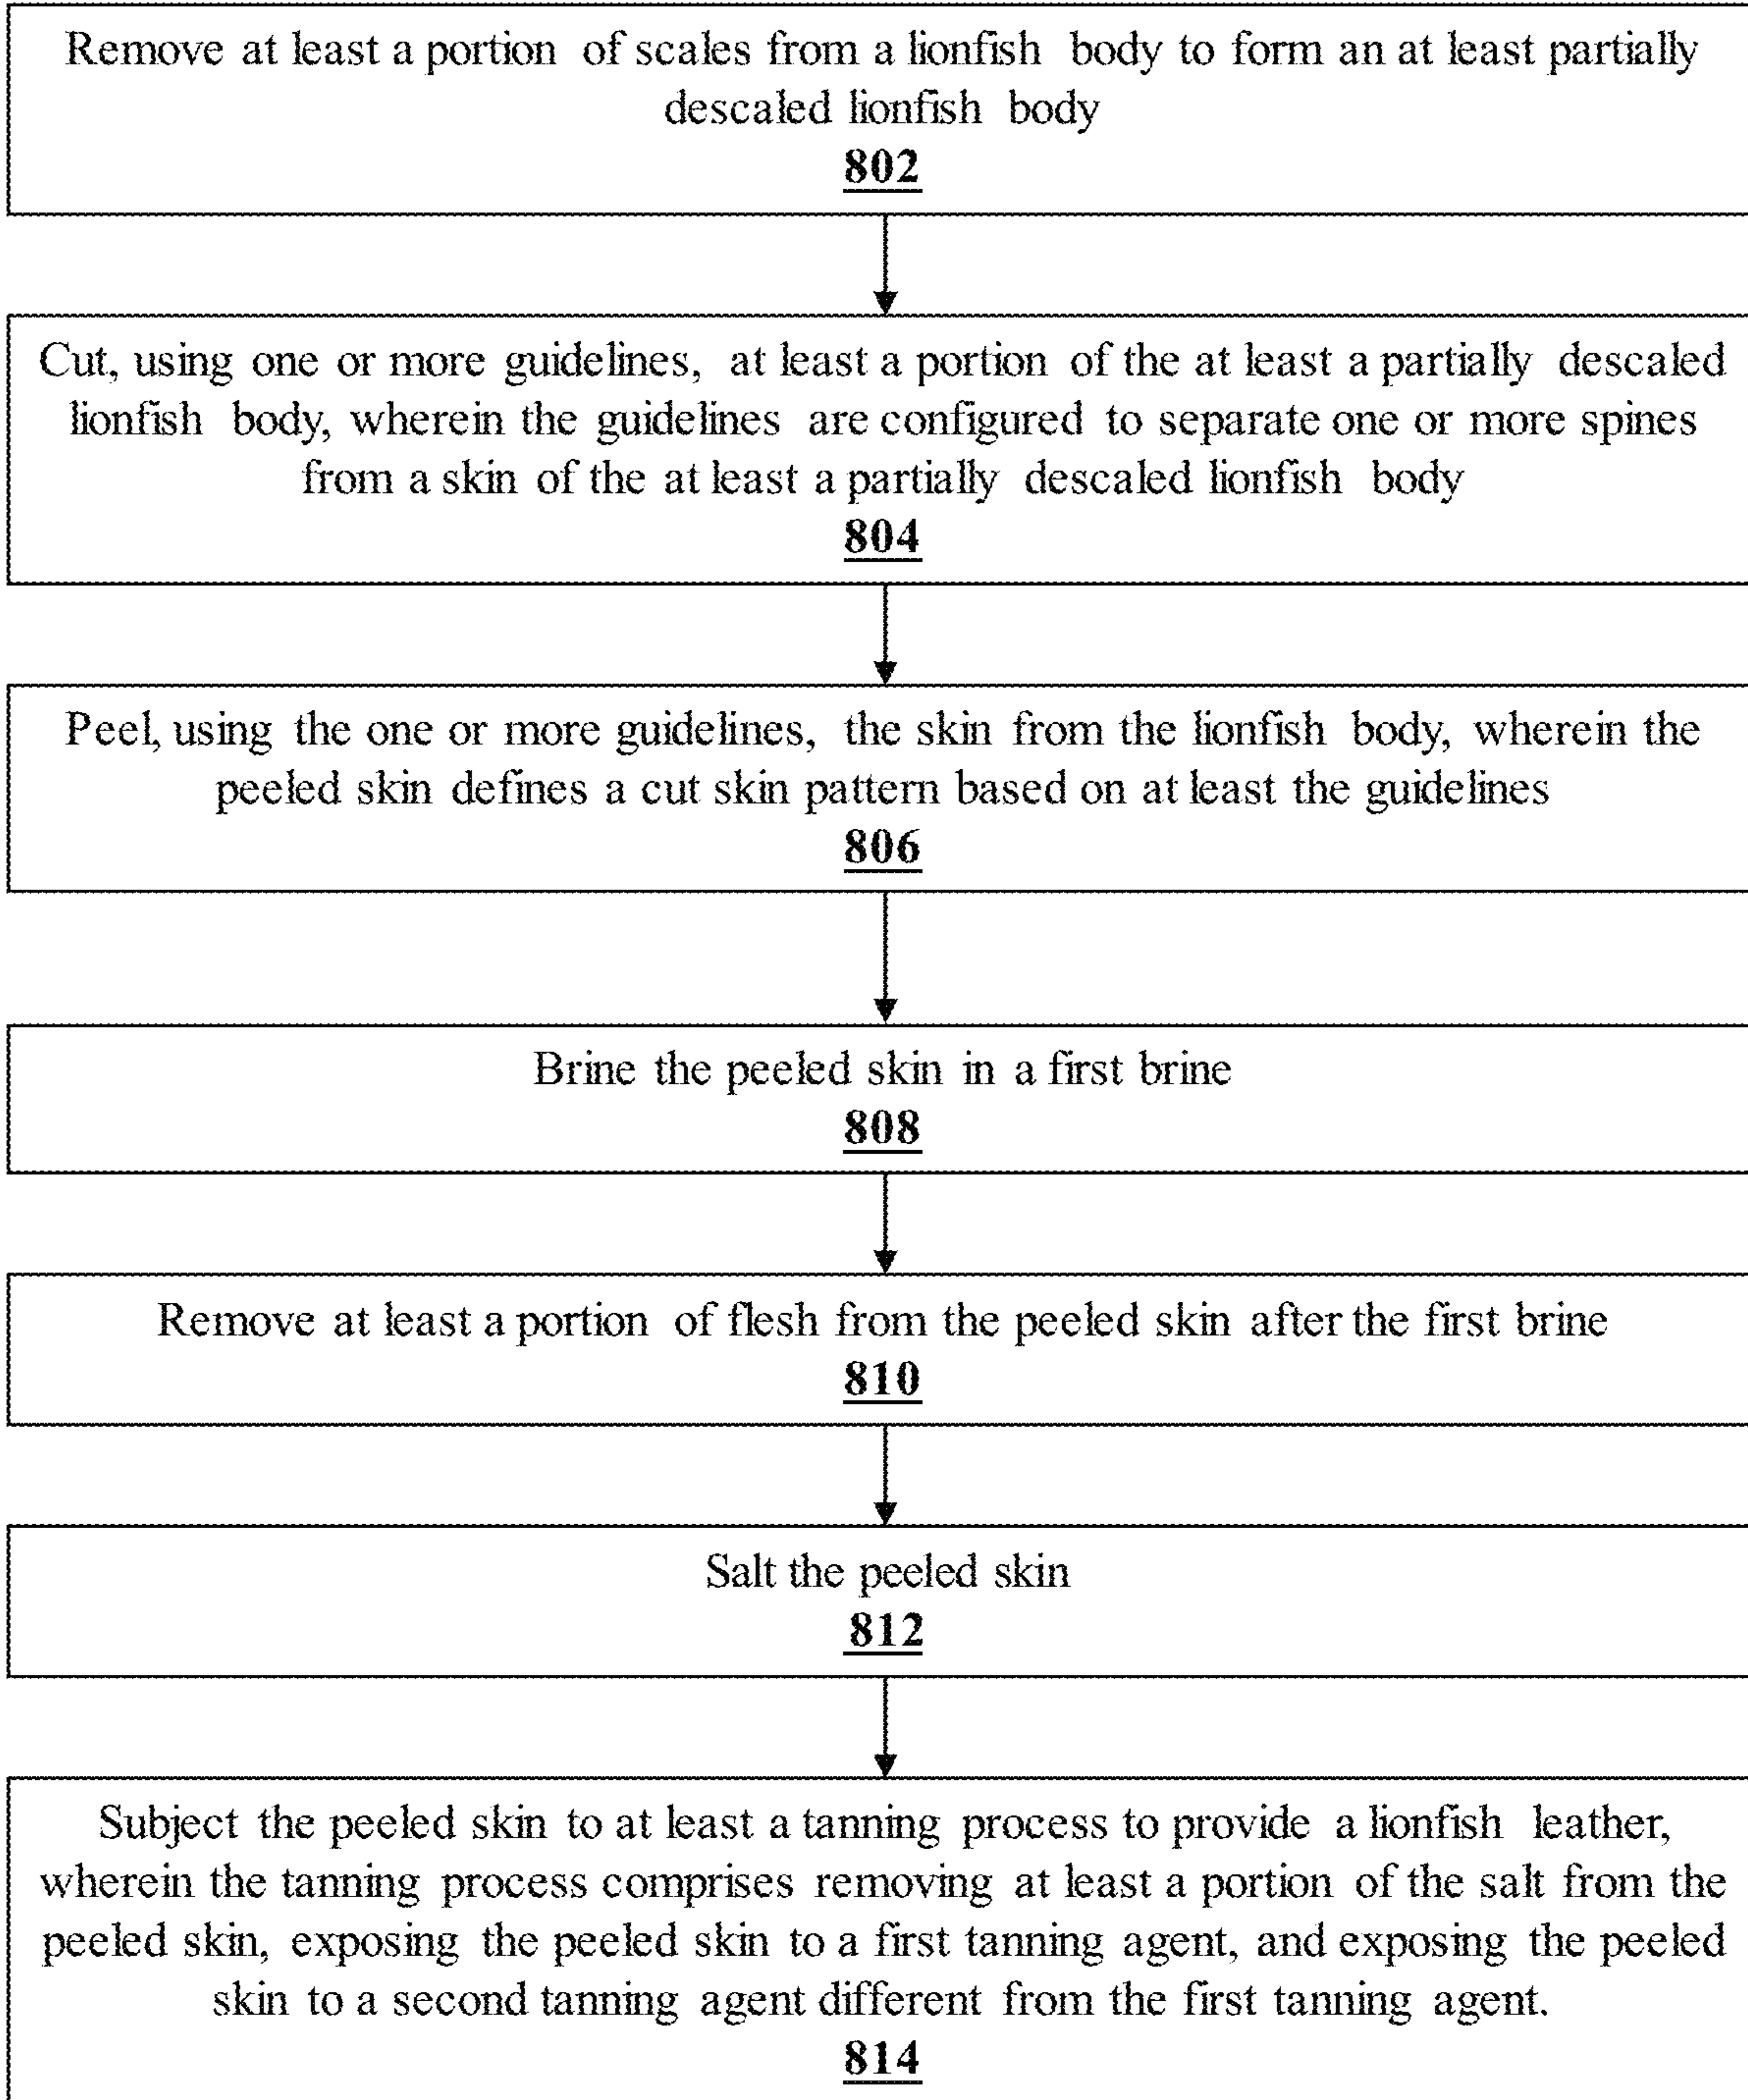 Remove at least a portion of scales from a lionfish body to form an at least partially
descaled lionfish body
802
Cut, using one or more guidelines, at least a portion of the at least a partially descaled
lionfish body, wherein the guidelines are configured to separate one or more spines
from a skin of the at least a partially descaled lionfish body
804
Peel, using the one or more guidelines, the skin from the lionfish body, wherein the
peeled skin defines a cut skin pattern based on at least the guidelines
806
Brine the peeled skin in a first brine
808
Remove at least a portion of flesh from the peeled skin after the first brine
810
Salt the peeled skin
812
Subject the peeled skin to at least a tanning process to provide a lionfish leather,
wherein the tanning process comprises removing at least a portion of the salt from the
peeled skin, exposing the peeled skin to a first tanning agent, and exposing the peeled
skin to a second tanning agent different from the first tanning agent.
814